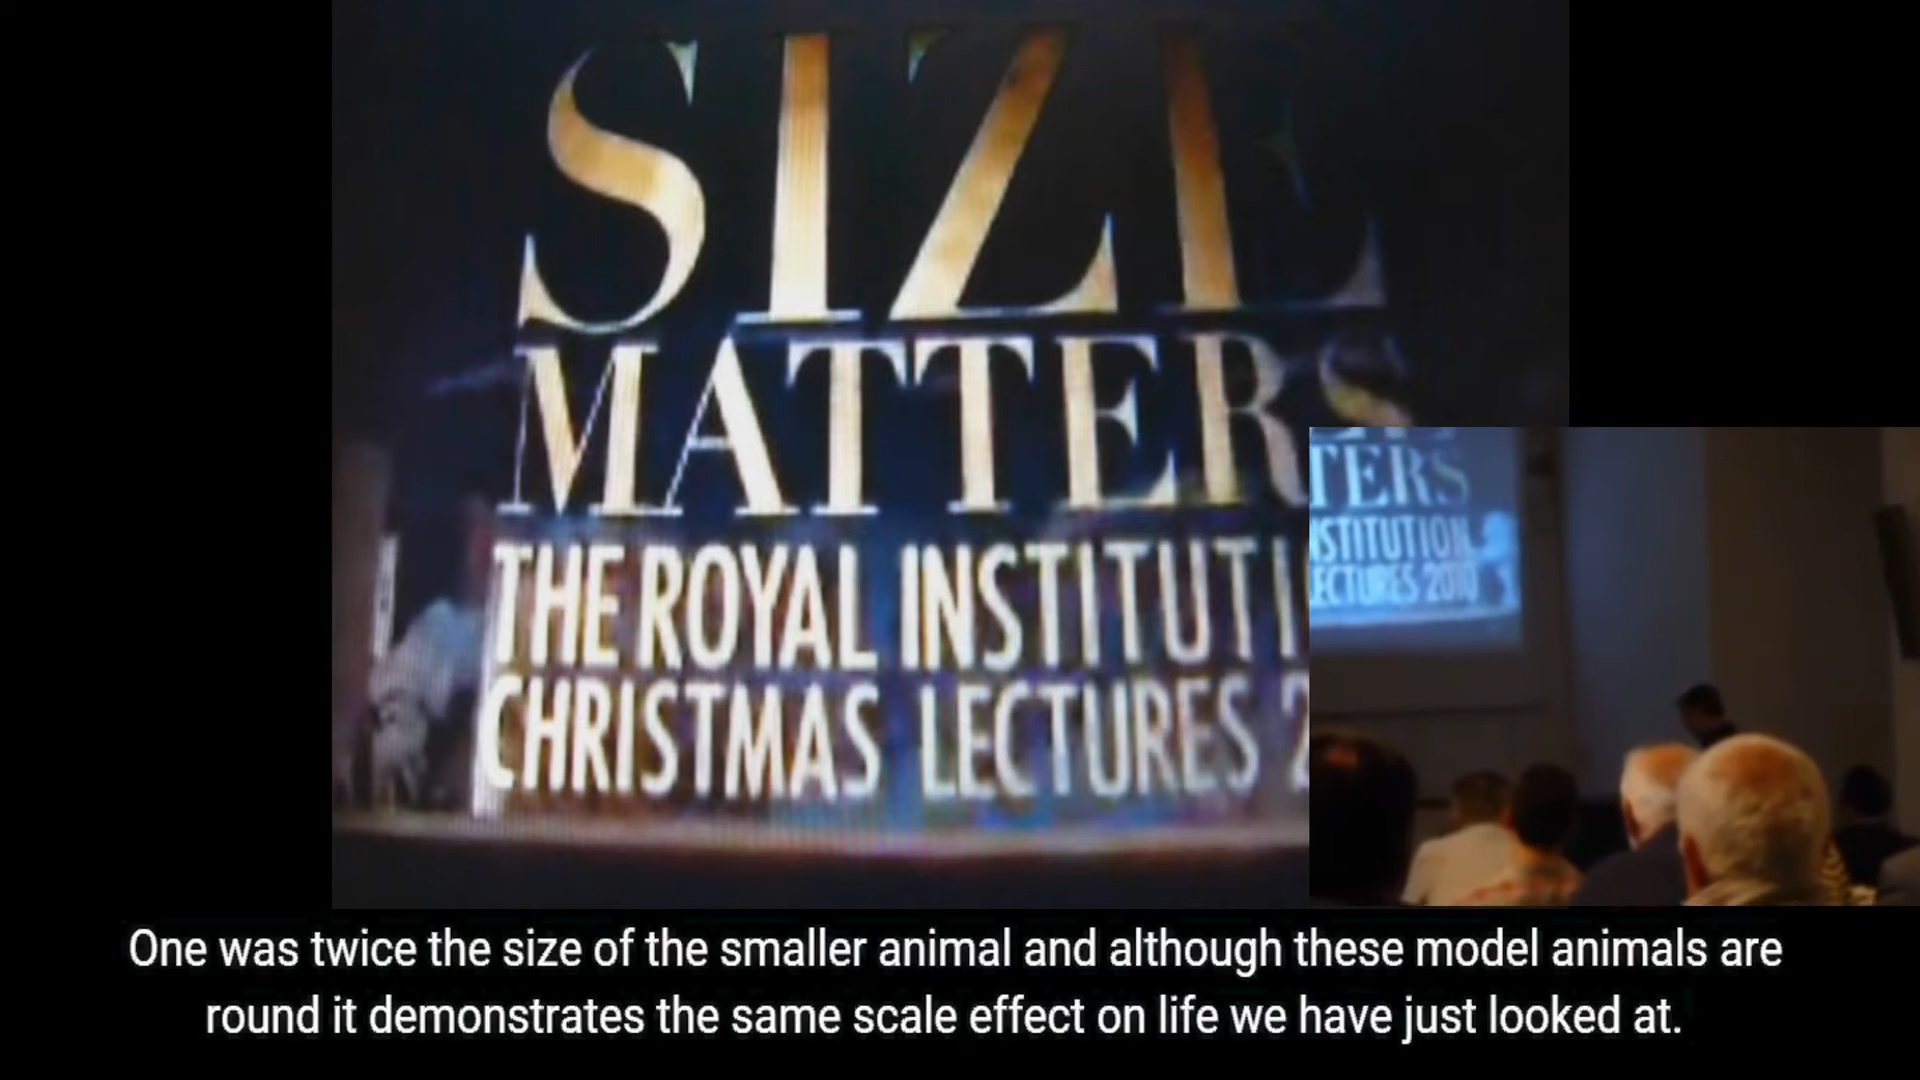 SIZE
MATTERS
THE ROYAL INSTITUTI
CHRISTMAS LECTURES 2
TERS
STITUTION
ECTURES 2010
One was twice the size of the smaller animal and although these model animals are
round it demonstrates the same scale effect on life we have just looked at.